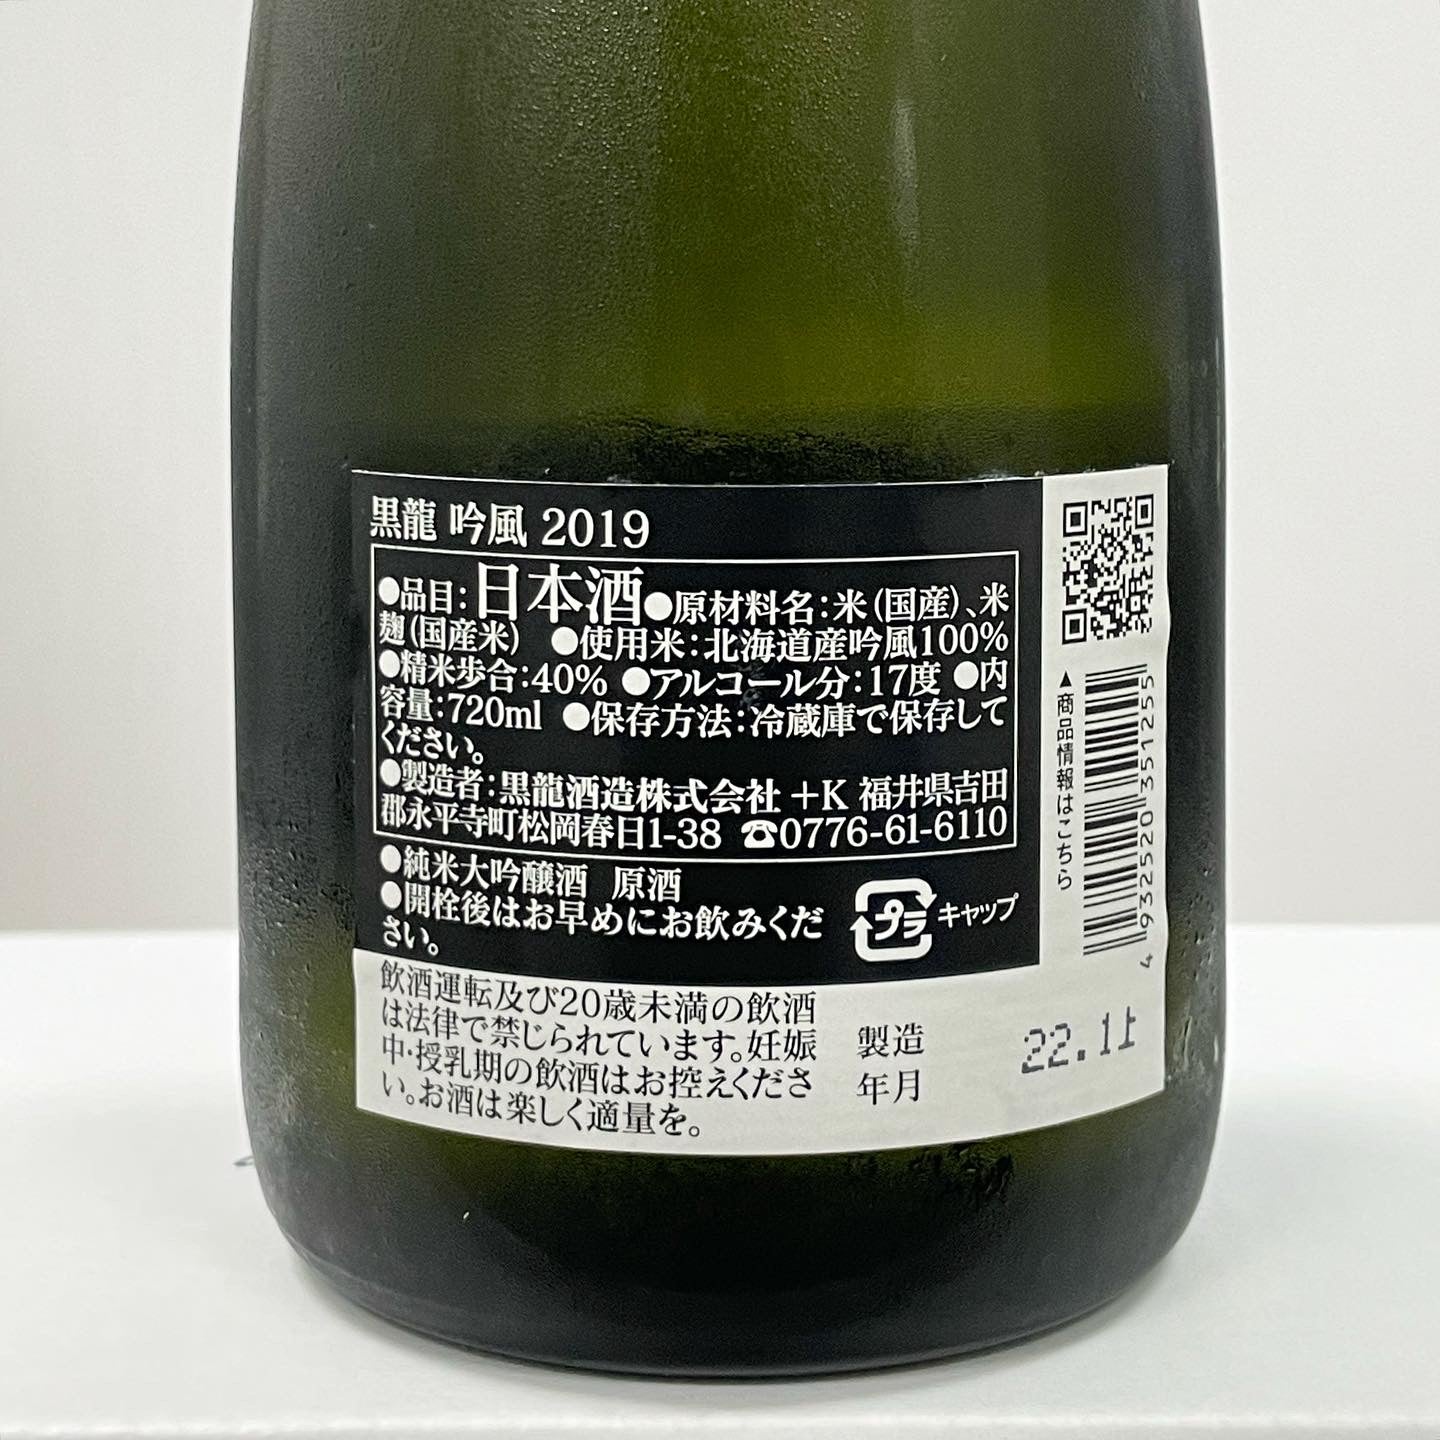 黒龍 吟風 2019
●品目：日本酒●原材料名：米（国産）、米
麹（国産米） ●使用米：北海道産吟風100%
●精米歩合：40% ●アルコール分：17度 ●内
容量：720ml ●保存方法：冷蔵庫で保存して
ください。
●製造者：黒龍酒造株式会社 +K 福井県吉田
郡永平寺町松岡春日1-38 ☎0776-61-6110
●純米大吟醸酒 原酒
●開栓後はお早めにお飲みくだ
さい。
プラ キャップ
飲酒運転及び20歳未満の飲酒
は法律で禁じられています。妊娠
中・授乳期の飲酒はお控えくださ
い。お酒は楽しく適量を。
製造
年月
22.11
▲商品情報はこちら
4 932520 351255